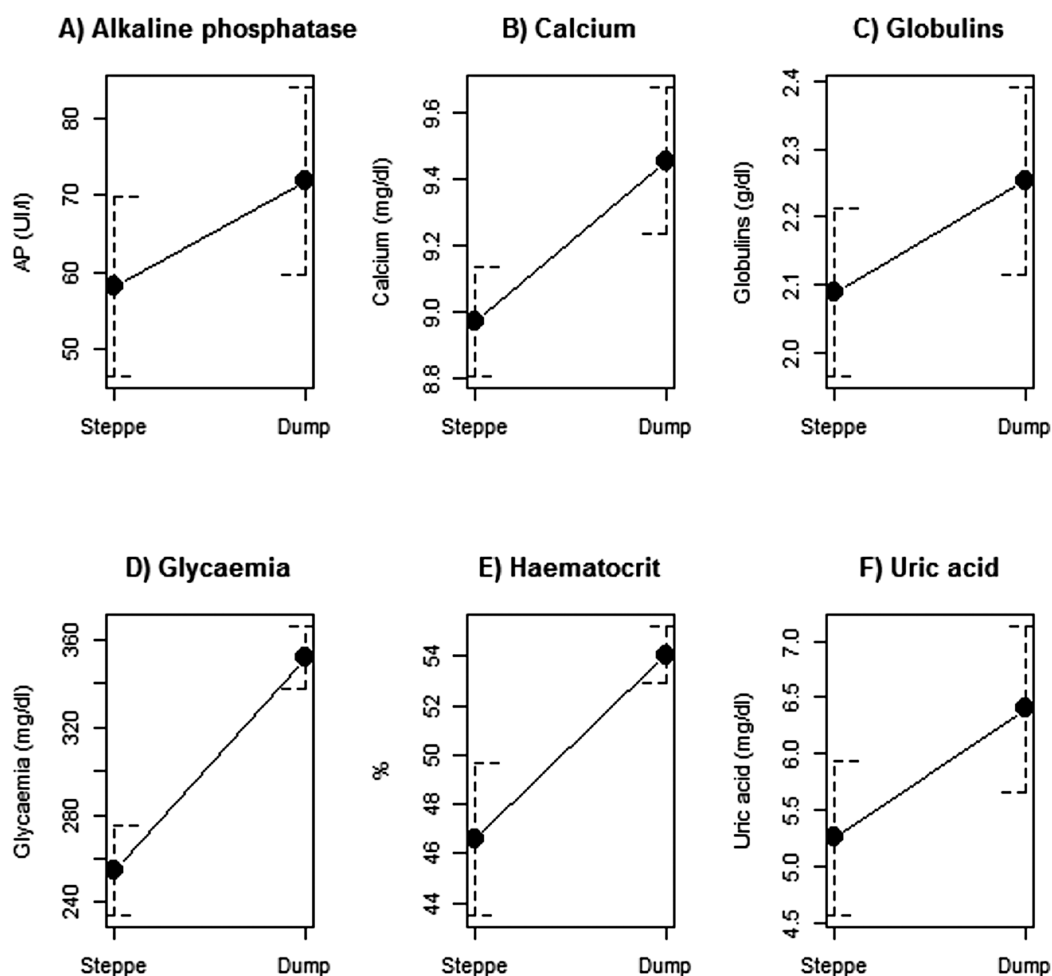 A) Alkaline phosphatase
AP (UI/l)
80
70
60
50
Steppe Dump
B) Calcium
Calcium (mg/dl)
9.6
9.4
9.2
9.0
8.8
Steppe Dump
C) Globulins
Globulins (g/dl)
2.4
2.3
2.2
2.1
2.0
Steppe Dump
D) Glycaemia
Glycaemia (mg/dl)
360
320
280
240
Steppe Dump
E) Haematocrit
%
54
52
50
48
46
44
Steppe Dump
F) Uric acid
Uric acid (mg/dl)
7.0
6.5
6.0
5.5
5.0
4.5
Steppe Dump